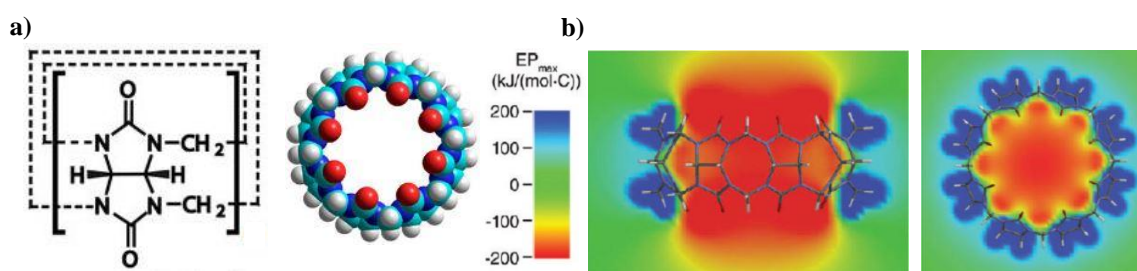 a)
O
N
N
CH₂
H
H
N
N
CH₂
O
EPmax
(kJ/(mol·C)
200
100
0
-100
-200
b)